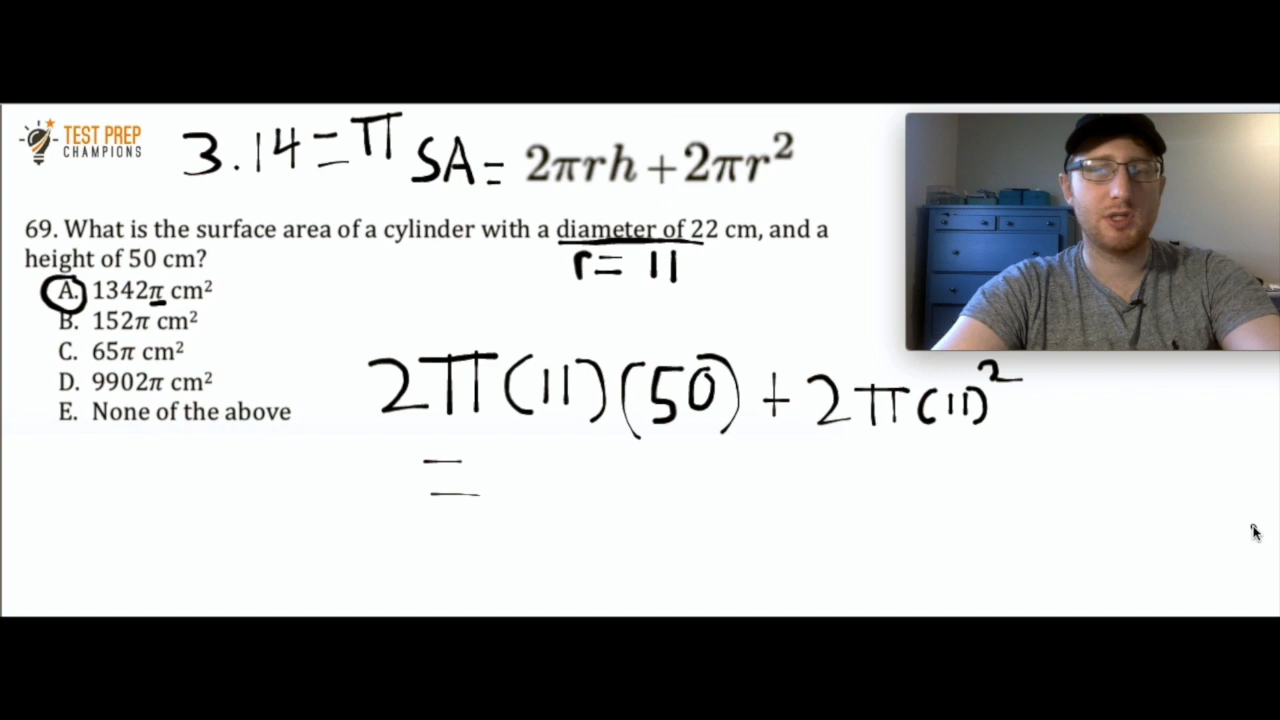 TEST PREP
CHAMPIONS
3.14 = π SA = 2πrh + 2πr²
69. What is the surface area of a cylinder with a diameter of 22 cm, and a
height of 50 cm?
r = 11
A. 1342π cm²
B. 152π cm²
C. 65π cm²
D. 9902π cm²
E. None of the above
2π(11)(50) + 2π(11)²
=